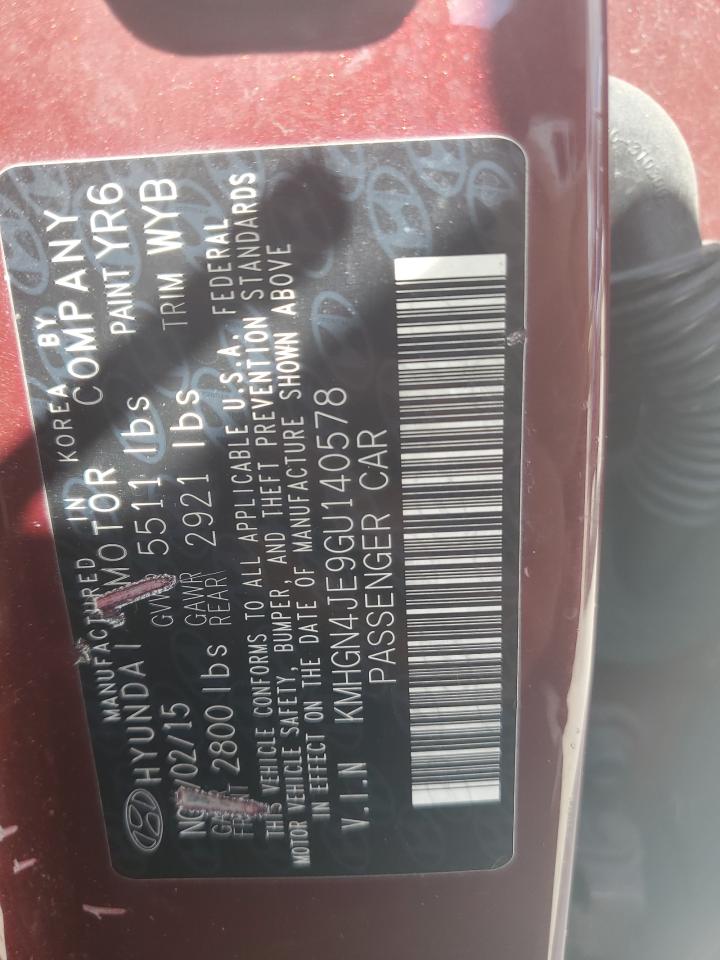 MANUFACTURED IN KOREA BY
HYUNDAI MOTOR COMPANY
02/15 5511 lbs PAINT YR6
2800 lbs GAWR REAR 2921 lbs TRIM WYB
THIS VEHICLE CONFORMS TO ALL APPLICABLE U.S.A. FEDERAL
MOTOR VEHICLE SAFETY, BUMPER, AND THEFT PREVENTION STANDARDS
IN EFFECT ON THE DATE OF MANUFACTURE SHOWN ABOVE
V.I.N KMHGN4JE9GU140578
PASSENGER CAR